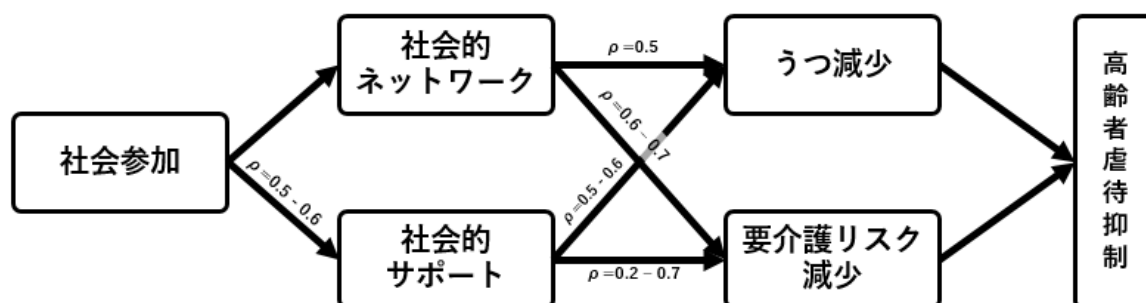 社会参加
社会的
ネットワーク
社会的
サポート
ρ =0.5 - 0.6
ρ =0.5
ρ =0.6 – 0.7
ρ =0.5 - 0.6
ρ =0.2 – 0.7
うつ減少
要介護リスク
減少
高齢者虐待抑制